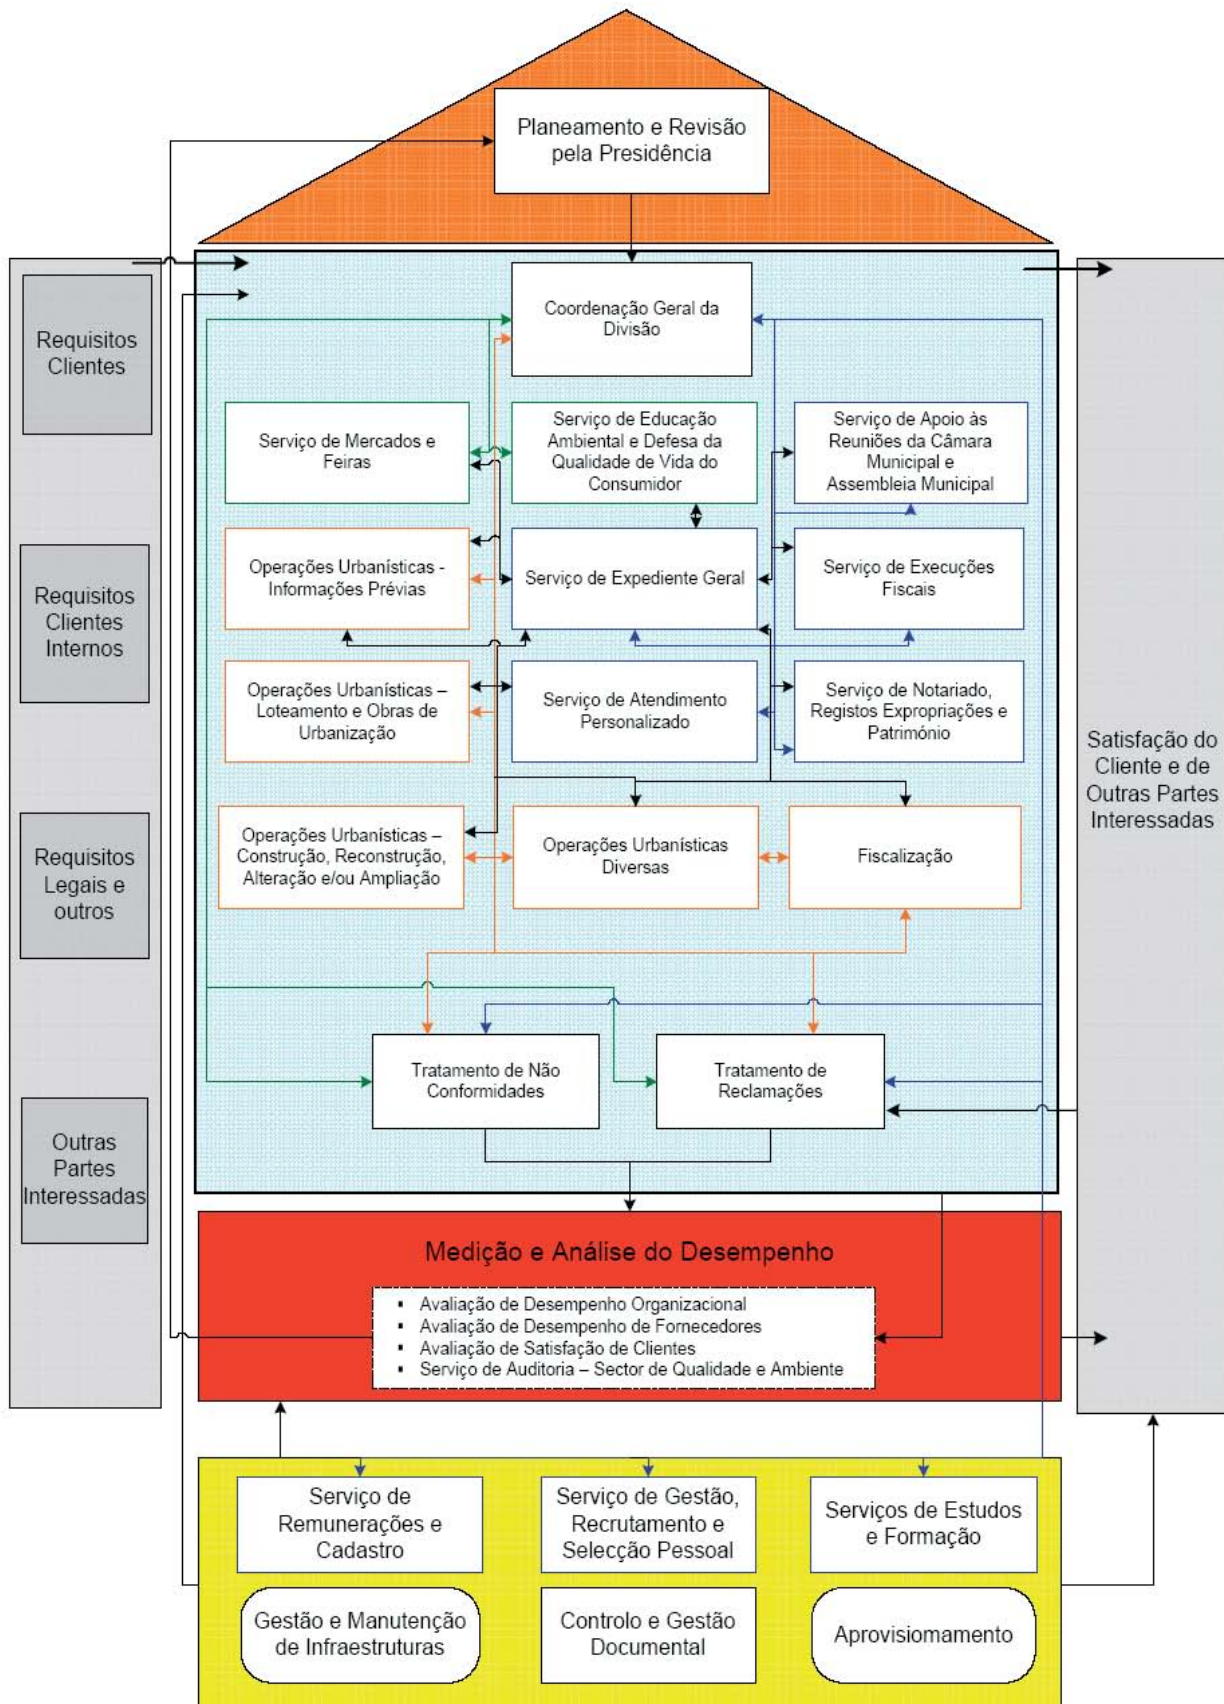 Planeamento e Revisão
pela Presidência
Requisitos
Clientes
Requisitos
Clientes
Internos
Requisitos
Legais e
outros
Outras
Partes
Interessadas
Coordenação Geral da
Divisão
Serviço de Mercados e
Feiras
Serviço de Educação
Ambiental e Defesa da
Qualidade de Vida do
Consumidor
Serviço de Apoio às
Reuniões da Câmara
Municipal e
Assembleia Municipal
Operações Urbanísticas -
Informações Prévias
Serviço de Expediente Geral
Serviço de Execuções
Fiscais
Operações Urbanísticas –
Loteamento e Obras de
Urbanização
Serviço de Atendimento
Personalizado
Serviço de Notariado,
Registos Expropriações e
Património
Operações Urbanísticas –
Construção, Reconstrução,
Alteração e/ou Ampliação
Operações Urbanísticas
Diversas
Fiscalização
Tratamento de Não
Conformidades
Tratamento de
Reclamações
Satisfação do
Cliente e de
Outras Partes
Interessadas
Medição e Análise do Desempenho
▪ Avaliação de Desempenho Organizacional
▪ Avaliação de Desempenho de Fornecedores
▪ Avaliação de Satisfação de Clientes
▪ Serviço de Auditoria – Sector de Qualidade e Ambiente
Serviço de
Remunerações e
Cadastro
Serviço de Gestão,
Recrutamento e
Selecção Pessoal
Serviços de Estudos
e Formação
Gestão e Manutenção
de Infraestruturas
Controlo e Gestão
Documental
Aprovisiomamento